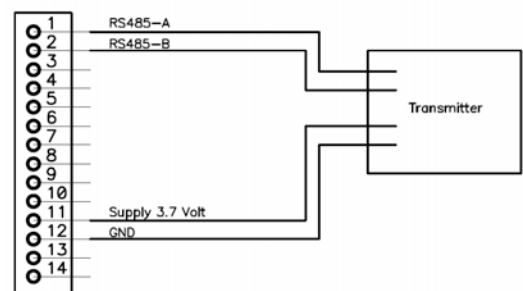 1 RS485-A
2 RS485-B
3
4
5
6
7
Transmitter
8
9
10
11 Supply 3.7 Volt
12 GND
13
14